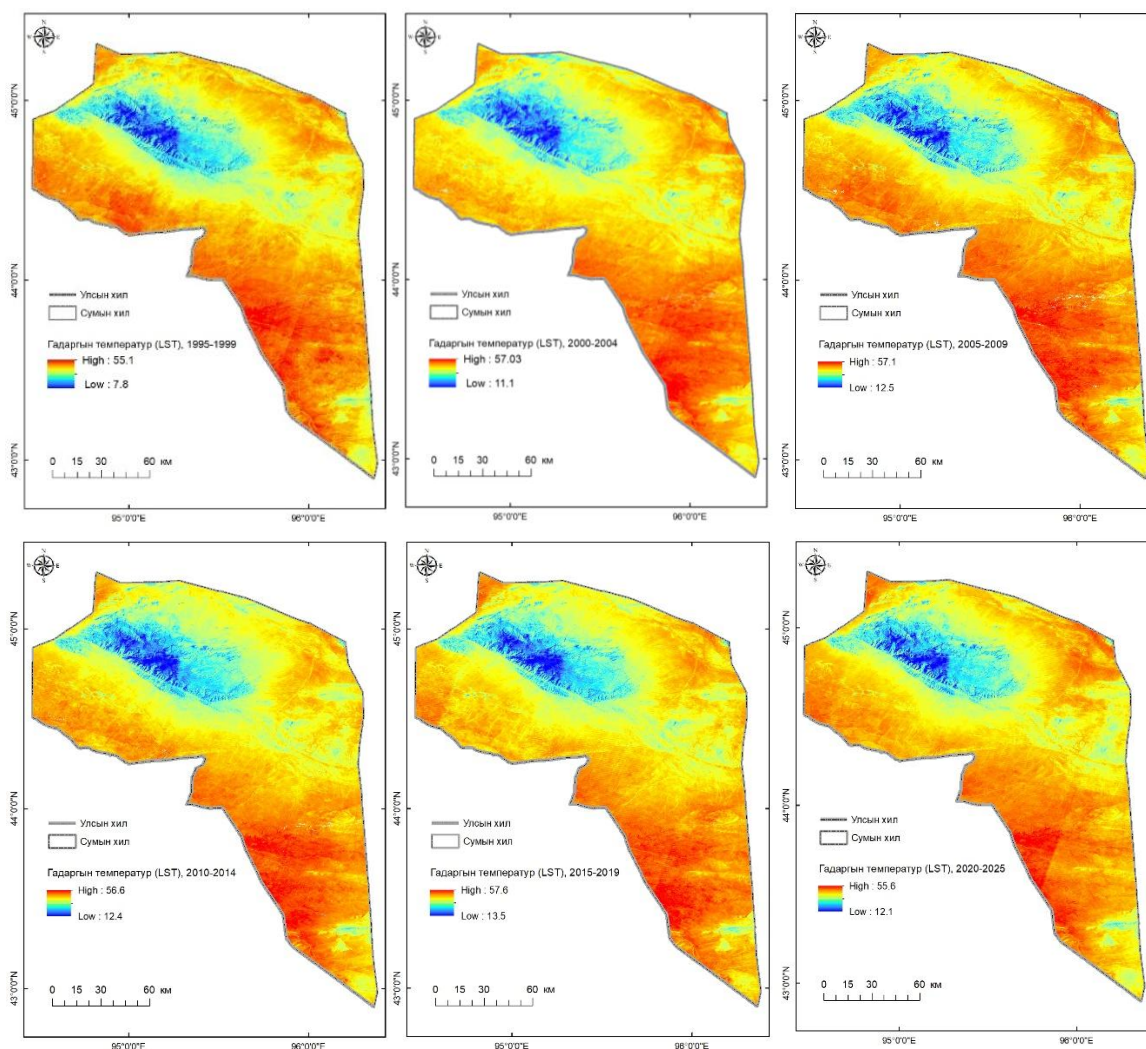 N
W E
S
45°0'0"N
44°0'0"N
43°0'0"N
Улсын хил
Сумын хил
Гадаргын температур (LST), 1995-1999
High : 55.1
Low : 7.8
0 15 30 60 км
95°0'0"E 96°0'0"E
N
W E
S
45°0'0"N
44°0'0"N
43°0'0"N
Улсын хил
Сумын хил
Гадаргын температур (LST), 2000-2004
High : 57.03
Low : 11.1
0 15 30 60 км
95°0'0"E 96°0'0"E
N
W E
S
45°0'0"N
44°0'0"N
43°0'0"N
Улсын хил
Сумын хил
Гадаргын температур (LST), 2005-2009
High : 57.1
Low : 12.5
0 15 30 60 км
95°0'0"E 96°0'0"E
N
W E
S
45°0'0"N
44°0'0"N
43°0'0"N
Улсын хил
Сумын хил
Гадаргын температур (LST), 2010-2014
High : 56.6
Low : 12.4
0 15 30 60 км
95°0'0"E 96°0'0"E
N
W E
S
45°0'0"N
44°0'0"N
43°0'0"N
Улсын хил
Сумын хил
Гадаргын температур (LST), 2015-2019
High : 57.6
Low : 13.5
0 15 30 60 км
95°0'0"E 96°0'0"E
N
W E
S
45°0'0"N
44°0'0"N
43°0'0"N
Улсын хил
Сумын хил
Гадаргын температур (LST), 2020-2025
High : 55.6
Low : 12.1
0 15 30 60 км
95°0'0"E 96°0'0"E